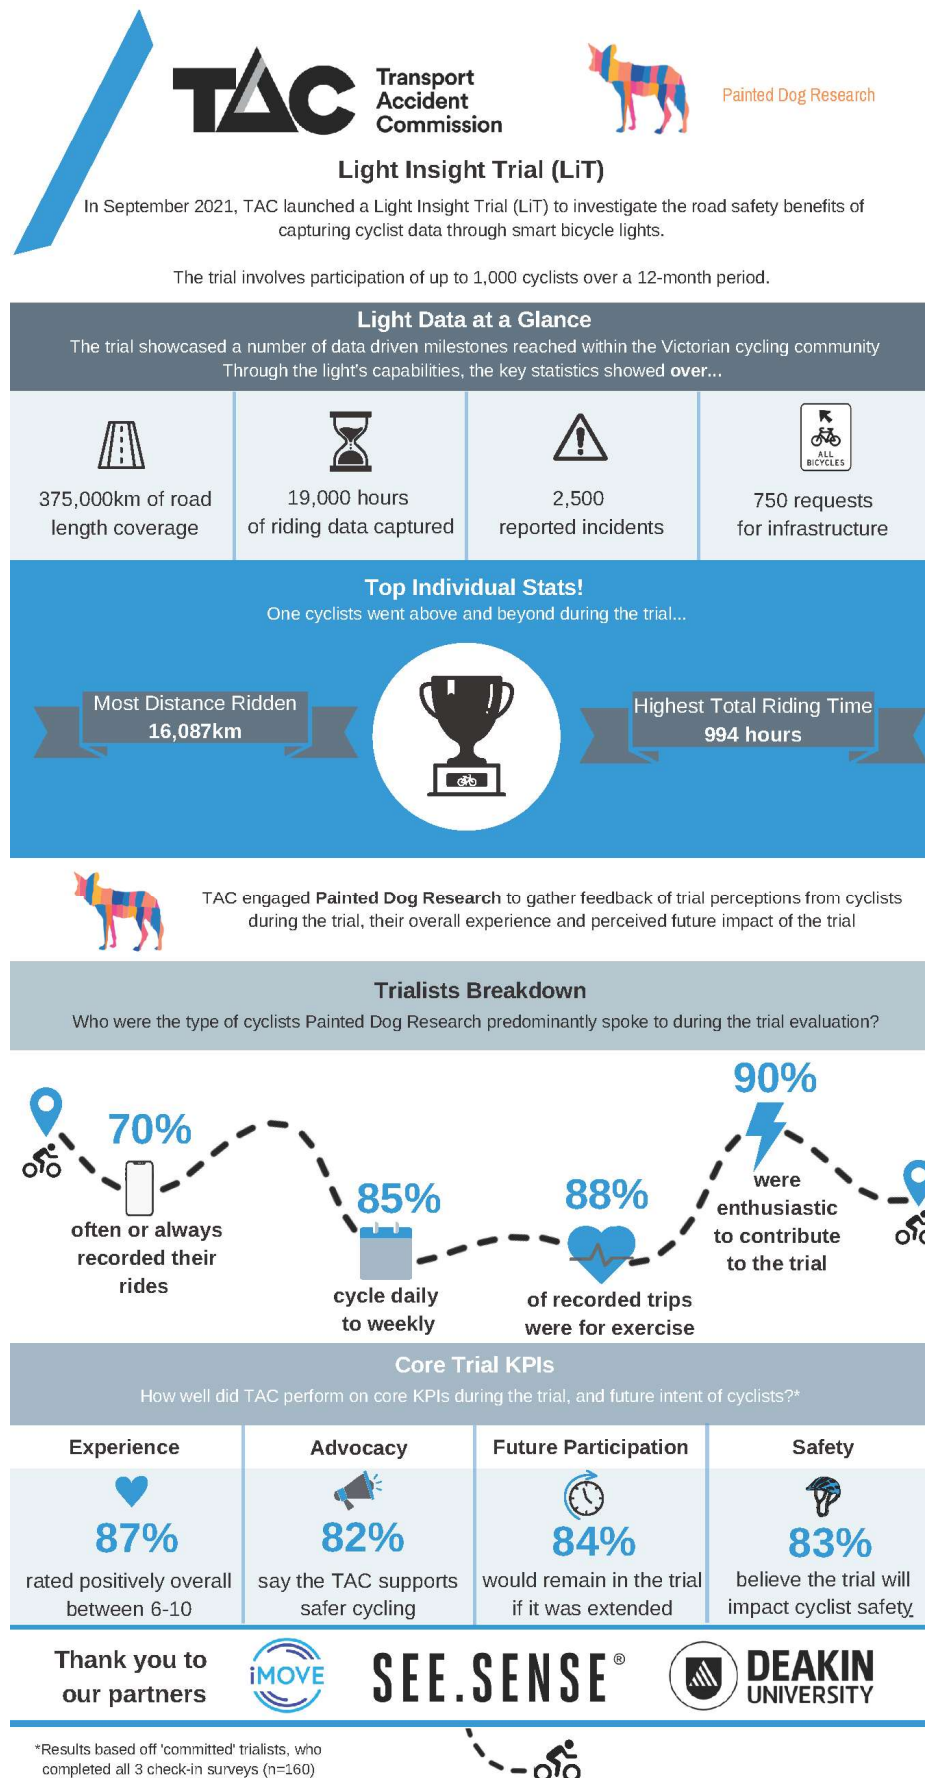 TAC
Transport
Accident
Commission
Painted Dog Research
Light Insight Trial (LiT)
In September 2021, TAC launched a Light Insight Trial (LiT) to investigate the road safety benefits of
capturing cyclist data through smart bicycle lights.
The trial involves participation of up to 1,000 cyclists over a 12-month period.
Light Data at a Glance
The trial showcased a number of data driven milestones reached within the Victorian cycling community
Through the light's capabilities, the key statistics showed over...
ALL
BICYCLES
375,000km of road
length coverage
19,000 hours
of riding data captured
2,500
reported incidents
750 requests
for infrastructure
Top Individual Stats!
One cyclists went above and beyond during the trial...
Most Distance Ridden
16,087km
Highest Total Riding Time
994 hours
TAC engaged Painted Dog Research to gather feedback of trial perceptions from cyclists
during the trial, their overall experience and perceived future impact of the trial
Trialists Breakdown
Who were the type of cyclists Painted Dog Research predominantly spoke to during the trial evaluation?
70%
often or always
recorded their
rides
85%
cycle daily
to weekly
88%
of recorded trips
were for exercise
90%
were
enthusiastic
to contribute
to the trial
Core Trial KPIs
How well did TAC perform on core KPIs during the trial, and future intent of cyclists?*
Experience
87%
rated positively overall
between 6-10
Advocacy
82%
say the TAC supports
safer cycling
Future Participation
84%
would remain in the trial
if it was extended
Safety
83%
believe the trial will
impact cyclist safety
Thank you to
our partners
iMOVE
SEE.SENSE®
DEAKIN
UNIVERSITY
*Results based off 'committed' trialists, who
completed all 3 check-in surveys (n=160)